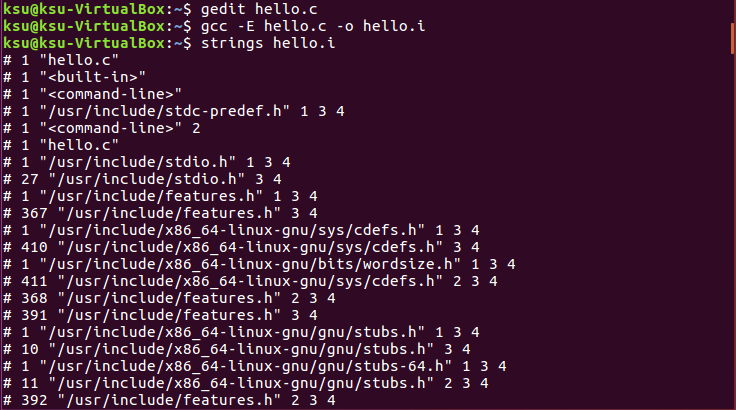 ksu@ksu-VirtualBox:~$ gedit hello.c
ksu@ksu-VirtualBox:~$ gcc -E hello.c -o hello.i
ksu@ksu-VirtualBox:~$ strings hello.i
# 1 "hello.c"
# 1 "<built-in>"
# 1 "<command-line>"
# 1 "/usr/include/stdc-predef.h" 1 3 4
# 1 "<command-line>" 2
# 1 "hello.c"
# 1 "/usr/include/stdio.h" 1 3 4
# 27 "/usr/include/stdio.h" 3 4
# 1 "/usr/include/features.h" 1 3 4
# 367 "/usr/include/features.h" 3 4
# 1 "/usr/include/x86_64-linux-gnu/sys/cdefs.h" 1 3 4
# 410 "/usr/include/x86_64-linux-gnu/sys/cdefs.h" 3 4
# 1 "/usr/include/x86_64-linux-gnu/bits/wordsize.h" 1 3 4
# 411 "/usr/include/x86_64-linux-gnu/sys/cdefs.h" 2 3 4
# 368 "/usr/include/features.h" 2 3 4
# 391 "/usr/include/features.h" 3 4
# 1 "/usr/include/x86_64-linux-gnu/gnu/stubs.h" 1 3 4
# 10 "/usr/include/x86_64-linux-gnu/gnu/stubs.h" 3 4
# 1 "/usr/include/x86_64-linux-gnu/gnu/stubs-64.h" 1 3 4
# 11 "/usr/include/x86_64-linux-gnu/gnu/stubs.h" 2 3 4
# 392 "/usr/include/features.h" 2 3 4